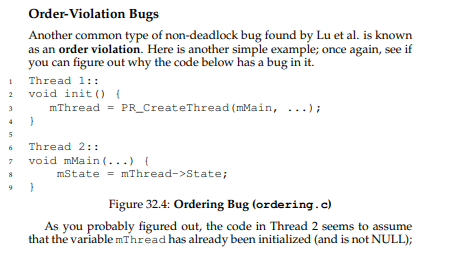 Order-Violation Bugs
Another common type of non-deadlock bug found by Lu et al. is known
as an order violation. Here is another simple example; once again, see if
you can figure out why the code below has a bug in it.
1 Thread 1::
2 void init() {
3     mThread = PR_CreateThread(mMain, ...);
4 }
5
6 Thread 2::
7 void mMain(...) {
8     mState = mThread->State;
9 }
Figure 32.4: Ordering Bug (ordering.c)
As you probably figured out, the code in Thread 2 seems to assume
that the variable mThread has already been initialized (and is not NULL);